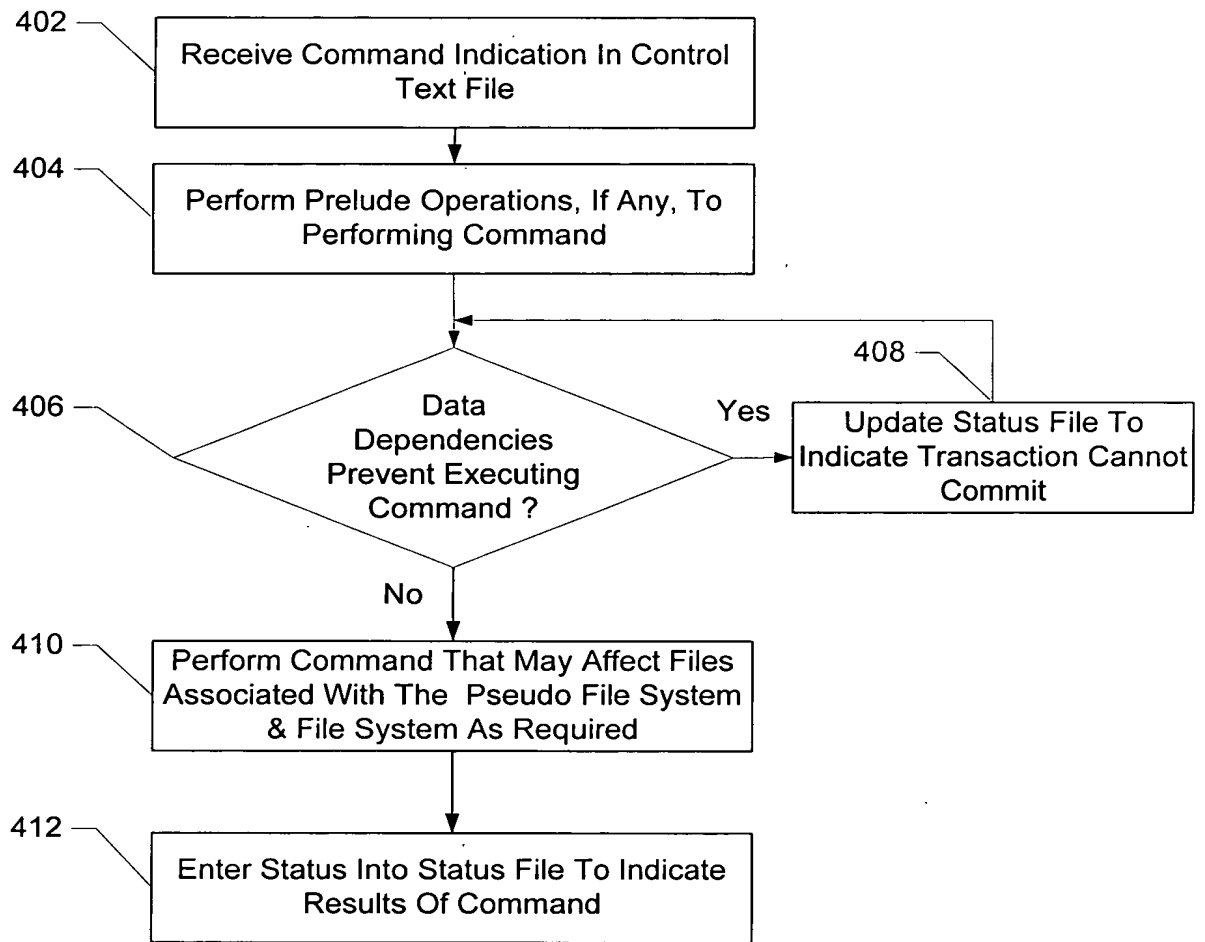 402
Receive Command Indication In Control
Text File
404
Perform Prelude Operations, If Any, To
Performing Command
408
406
Data
Dependencies
Prevent Executing
Command ?
Yes
Update Status File To
Indicate Transaction Cannot
Commit
No
410
Perform Command That May Affect Files
Associated With The Pseudo File System
& File System As Required
412
Enter Status Into Status File To Indicate
Results Of Command